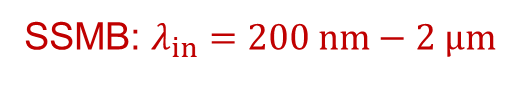 SSMB: λin = 200 nm − 2 μm